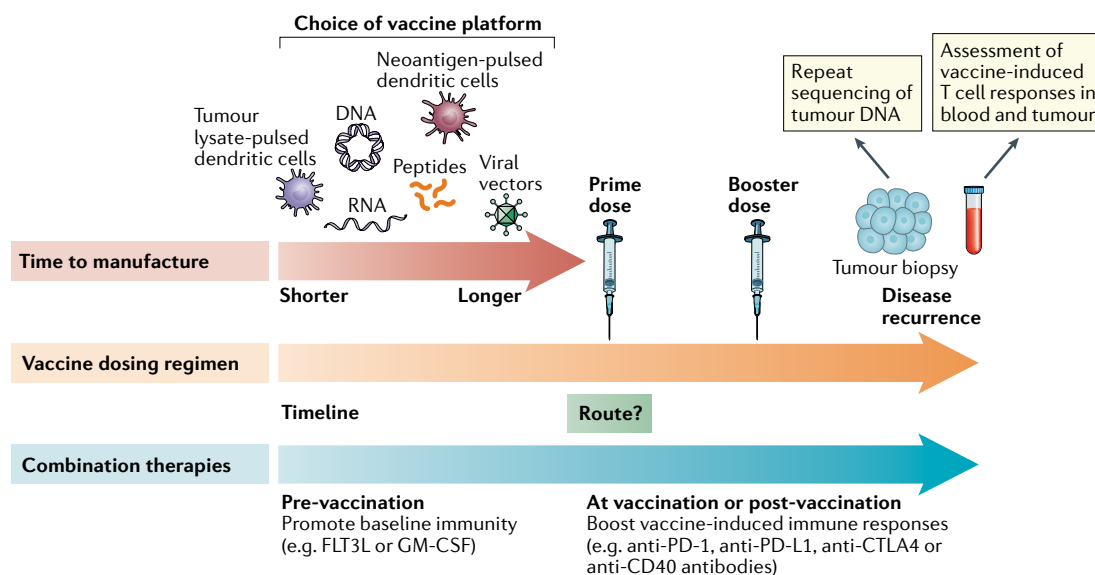 Choice of vaccine platform
Neoantigen-pulsed
dendritic cells
Tumour
lysate-pulsed
dendritic cells
DNA
RNA
Peptides
Viral
vectors
Prime
dose
Booster
dose
Repeat
sequencing of
tumour DNA
Assessment of
vaccine-induced
T cell responses in
blood and tumour
Tumour biopsy
Disease
recurrence
Time to manufacture
Shorter
Longer
Vaccine dosing regimen
Timeline
Route?
Combination therapies
Pre-vaccination
Promote baseline immunity
(e.g. FLT3L or GM-CSF)
At vaccination or post-vaccination
Boost vaccine-induced immune responses
(e.g. anti-PD-1, anti-PD-L1, anti-CTLA4 or
anti-CD40 antibodies)